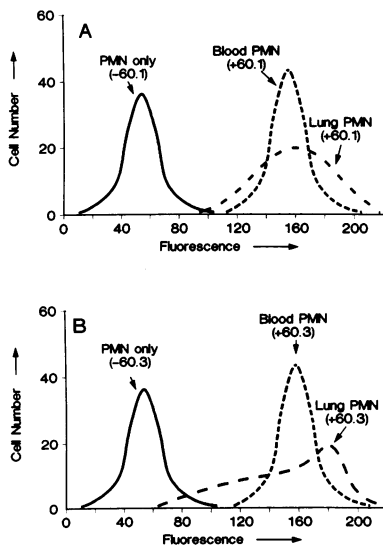 A
60
40
20
0
Cell Number
PMN only
(-60.1)
Blood PMN
(+60.1)
Lung PMN
(+60.1)
0 40 80 120 160 200
Fluorescence
B
60
40
20
0
Cell Number
PMN only
(-60.3)
Blood PMN
(+60.3)
Lung PMN
(+60.3)
0 40 80 120 160 200
Fluorescence